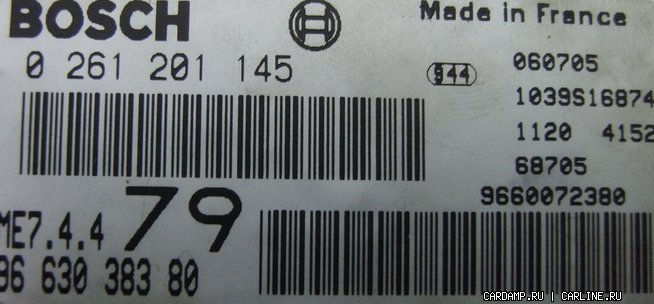 BOSCH
Made in France
0 261 201 145
944
060705
1039S16874
1120 4152
68705
9660072380
79
ME7.4.4
96 630 383 80
CARDAMP.RU | CARLINE.RU